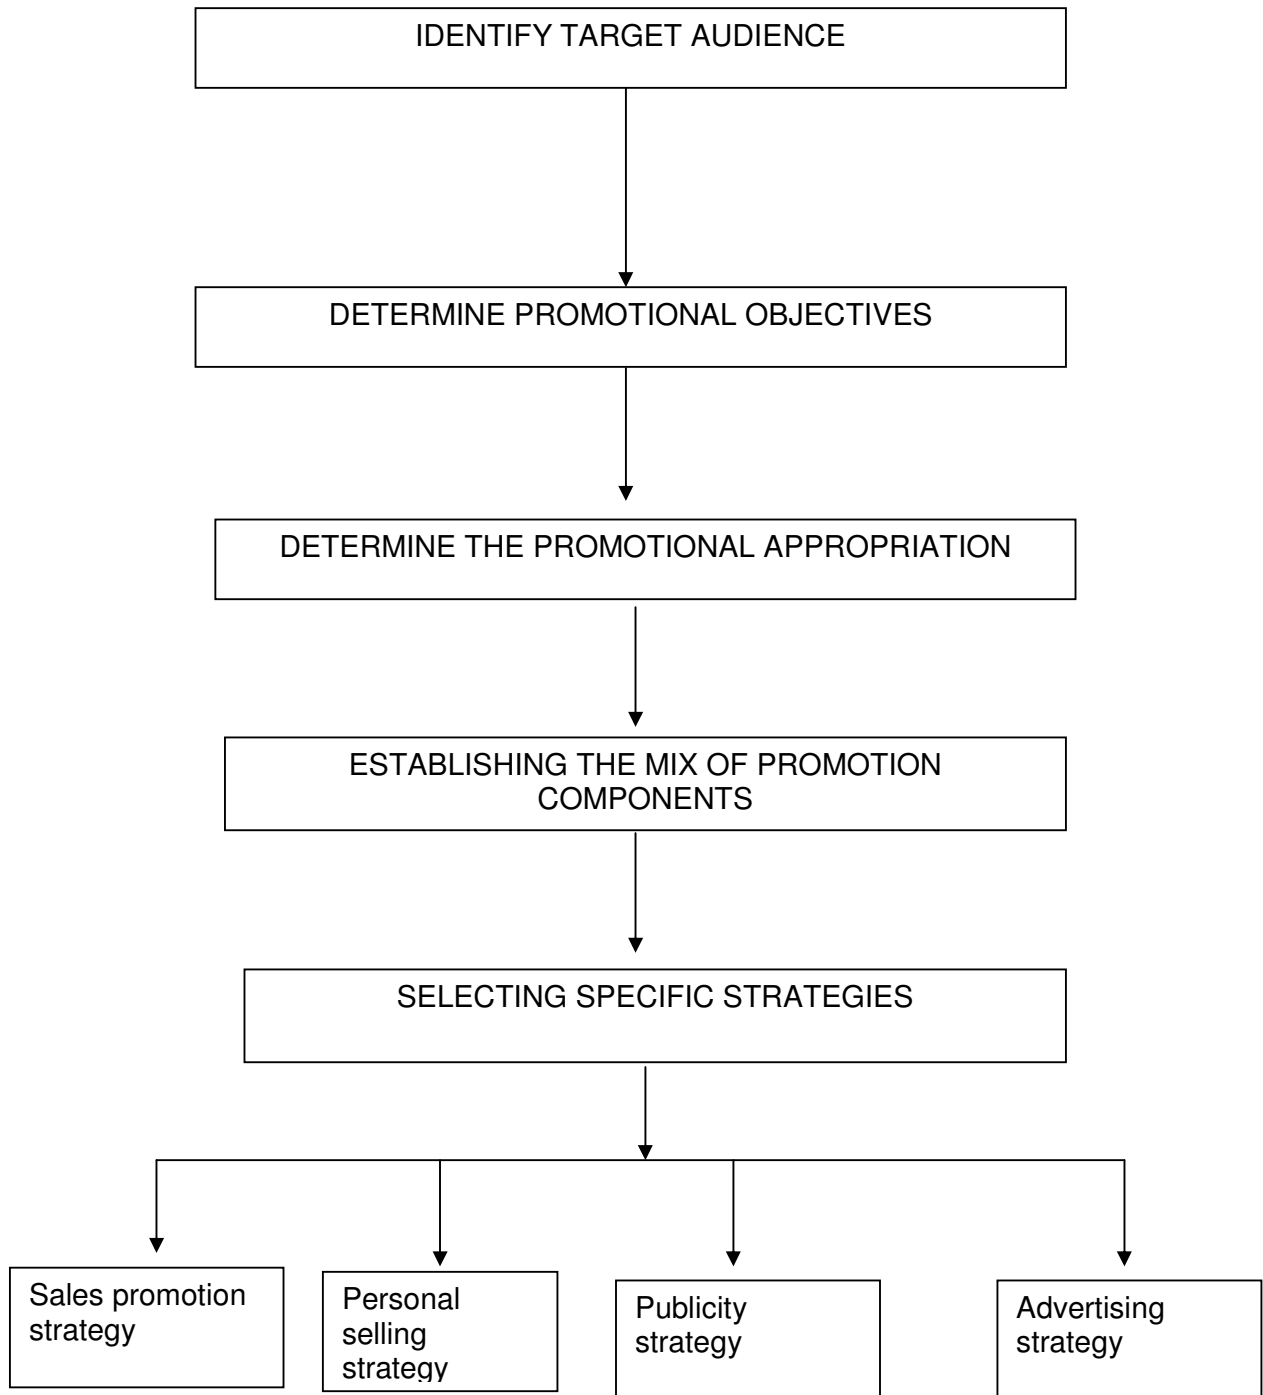 IDENTIFY TARGET AUDIENCE
DETERMINE PROMOTIONAL OBJECTIVES
DETERMINE THE PROMOTIONAL APPROPRIATION
ESTABLISHING THE MIX OF PROMOTION
COMPONENTS
SELECTING SPECIFIC STRATEGIES
Sales promotion
strategy
Personal
selling
strategy
Publicity
strategy
Advertising
strategy